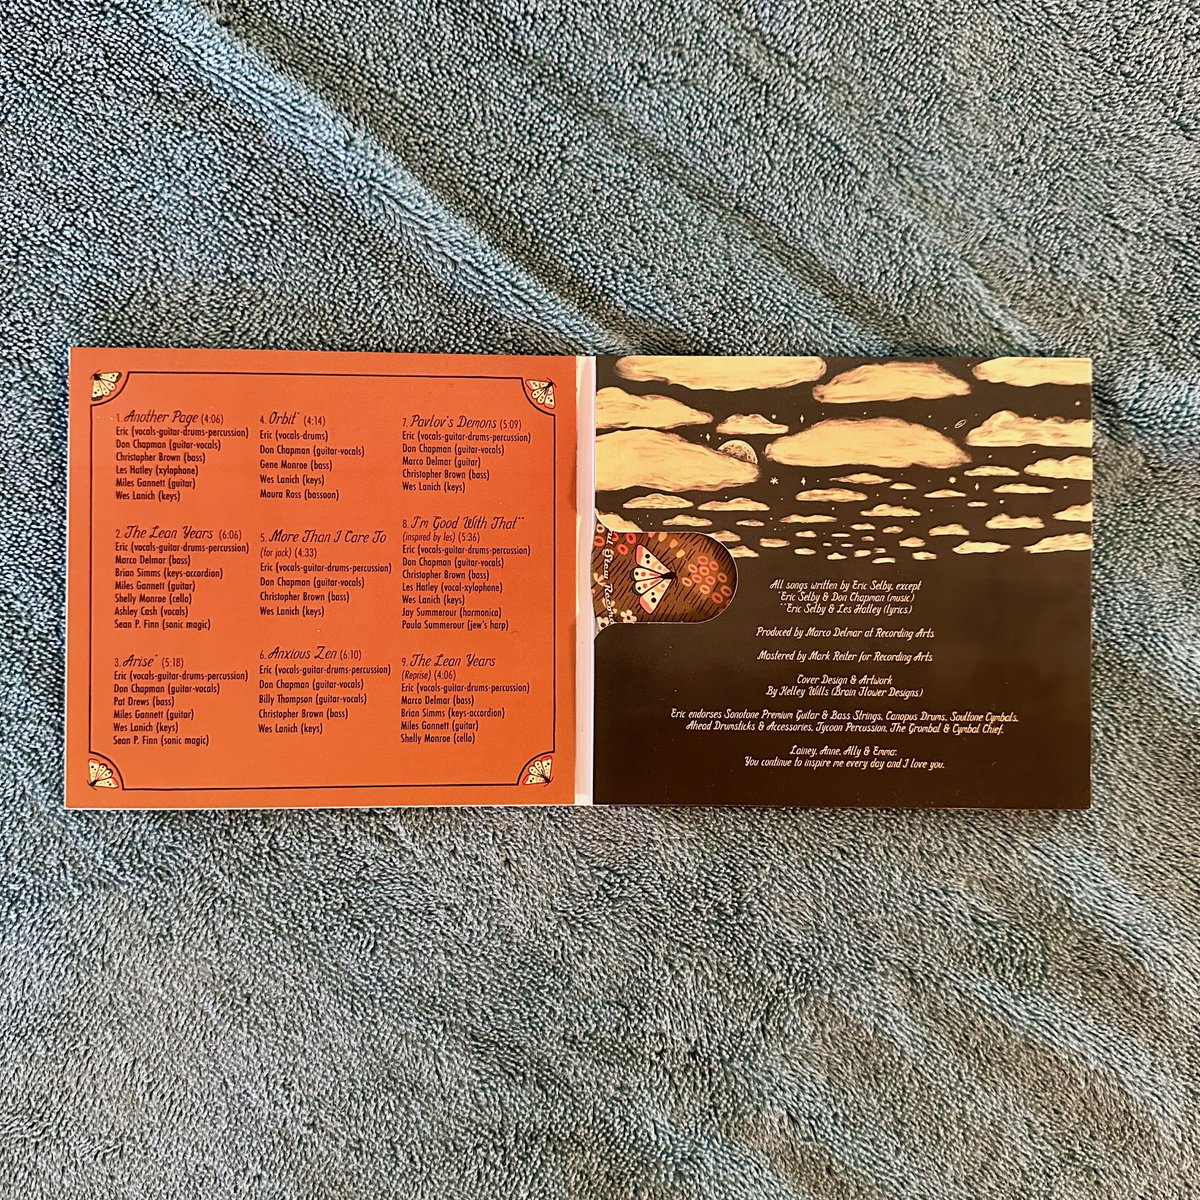 1. Another Page (4:06)
Eric (vocals-guitar-drums-percussion)
Don Chapman (guitar-vocals)
Christopher Brown (bass)
Les Hatley (xylophone)
Miles Gannett (guitar)
Wes Lanich (keys)
2. The Lean Years (6:06)
Eric (vocals-guitar-drums-percussion)
Marco Delmar (bass)
Brian Simms (keys-accordion)
Miles Gannett (guitar)
Shelly Monroe (cello)
Ashley Cash (vocals)
Sean P. Finn (sonic magic)
3. Arise* (5:18)
Eric (vocals-guitar-drums-percussion)
Don Chapman (guitar-vocals)
Pat Drews (bass)
Miles Gannett (guitar)
Wes Lanich (keys)
Sean P. Finn (sonic magic)
4. Orbit* (4:14)
Eric (vocals-drums)
Don Chapman (guitar-vocals)
Gene Monroe (bass)
Wes Lanich (keys)
Maura Ross (bassoon)
5. More Than I Care To
(for jack) (4:33)
Eric (vocals-guitar-drums-percussion)
Don Chapman (guitar-vocals)
Christopher Brown (bass)
Wes Lanich (keys)
6. Anxious Zen (6:10)
Eric (vocals-guitar-drums-percussion)
Don Chapman (guitar-vocals)
Billy Thompson (guitar-vocals)
Christopher Brown (bass)
Wes Lanich (keys)
7. Pavlov's Demons (5:09)
Eric (vocals-guitar-drums-percussion)
Don Chapman (guitar-vocals)
Marco Delmar (guitar)
Christopher Brown (bass)
Wes Lanich (keys)
8. I'm Good With That**
(inspired by les) (5:36)
Eric (vocals-guitar-drums-percussion)
Don Chapman (guitar-vocals)
Christopher Brown (bass)
Les Hatley (vocal-xylophone)
Wes Lanich (keys)
Jay Summerour (harmonica)
Paula Summerour (jew's harp)
9. The Lean Years
(Reprise) (4:06)
Eric (vocals-guitar-drums-percussion)
Marco Delmar (bass)
Brian Simms (keys-accordion)
Miles Gannett (guitar)
Shelly Monroe (cello)
All songs written by Eric Selby, except
*Eric Selby & Don Chapman (music)
**Eric Selby & Les Hatley (lyrics)
Produced by Marco Delmar at Recording Arts
Mastered by Mark Reiter for Recording Arts
Cover Design & Artwork
By Kelley Wills (Brain Flower Designs)
Eric endorses Sonotone Premium Guitar & Bass Strings, Canopus Drums, Soultone Cymbals,
Ahead Drumsticks & Accessories, Tycoon Percussion, The Grombal & Cymbal Chief.
Lainey, Anne, Ally & Emma:
You continue to inspire me every day and I love you.